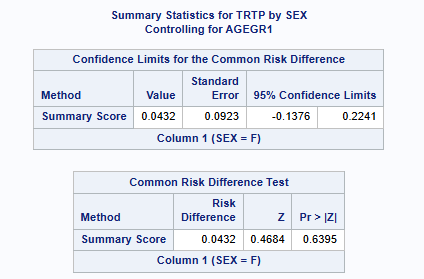 Summary Statistics for TRTP by SEX
Controlling for AGEGR1
Confidence Limits for the Common Risk Difference
Method Value Standard Error 95% Confidence Limits
Summary Score 0.0432 0.0923 -0.1376 0.2241
Column 1 (SEX = F)
Common Risk Difference Test
Method Risk Difference Z Pr > |Z|
Summary Score 0.0432 0.4684 0.6395
Column 1 (SEX = F)